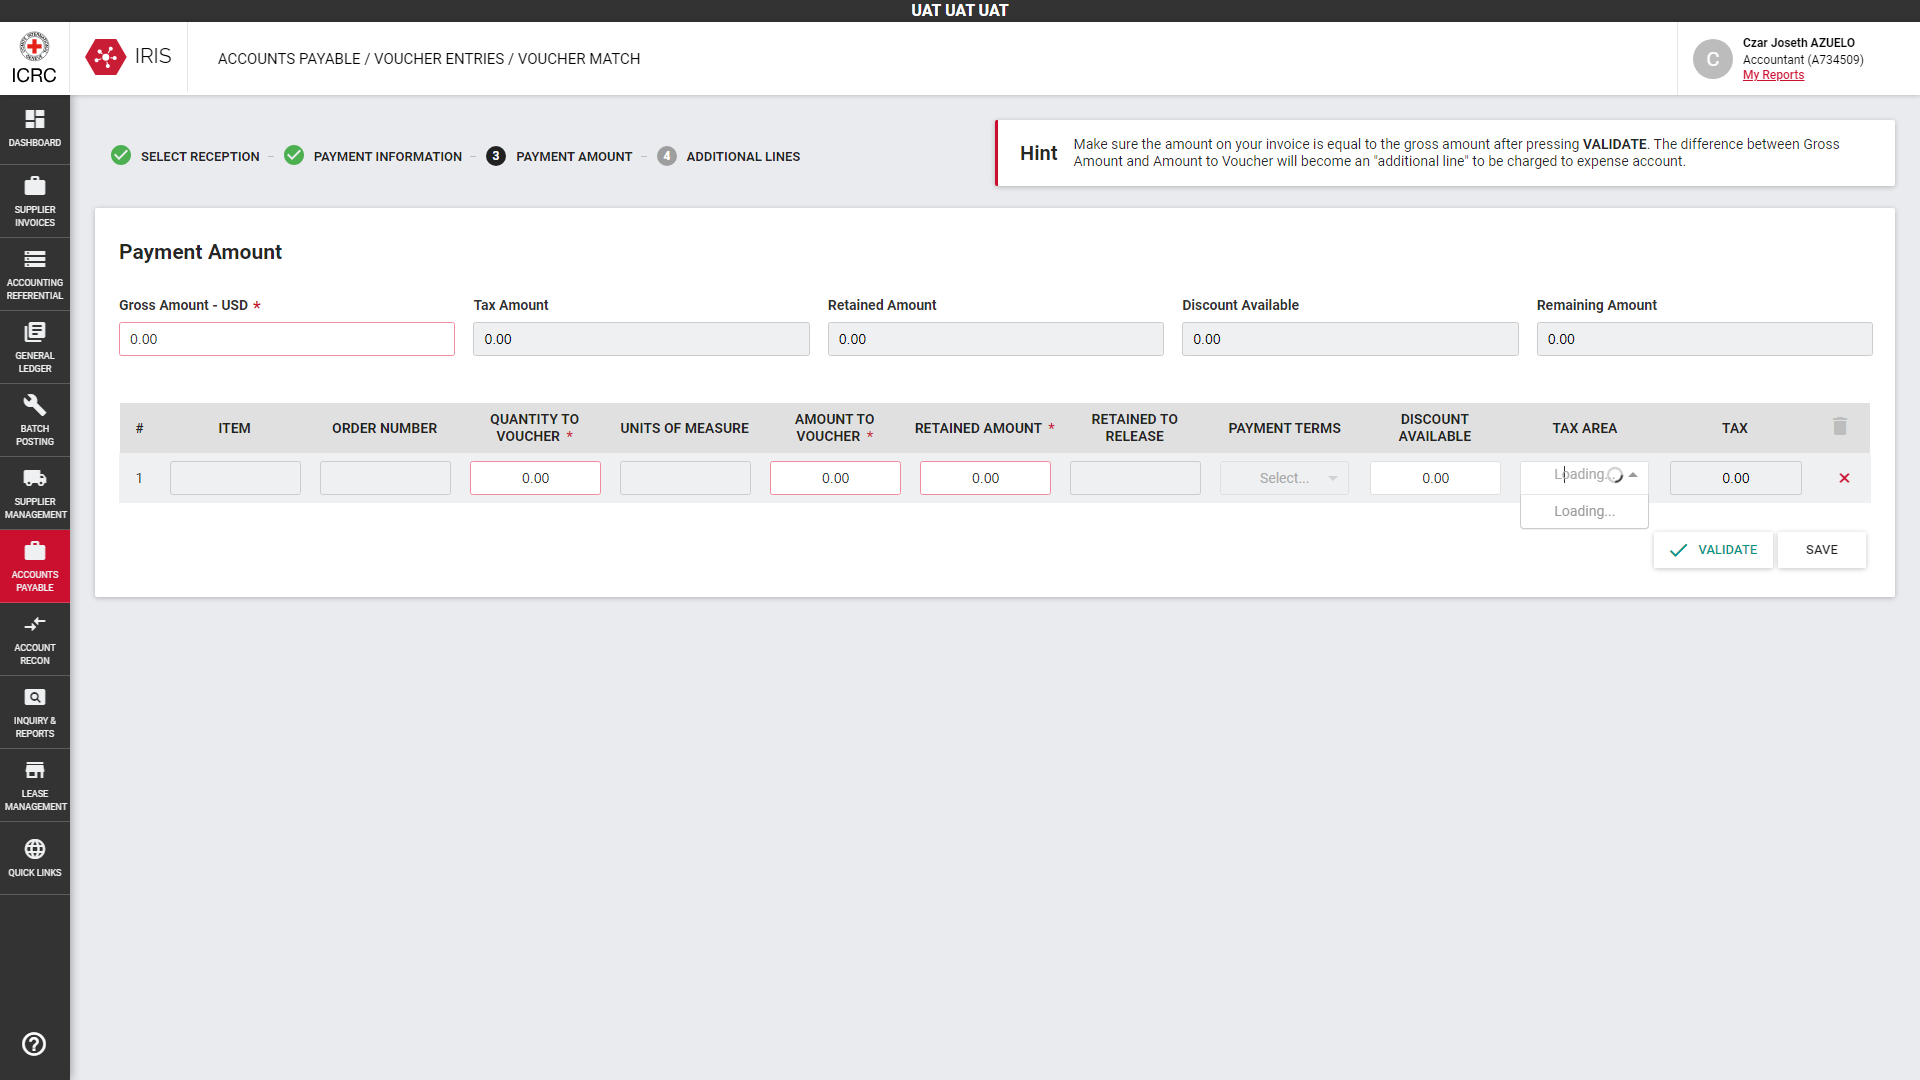 UAT UAT UAT
ICRC
IRIS
ACCOUNTS PAYABLE / VOUCHER ENTRIES / VOUCHER MATCH
C
Czar Joseth AZUELO
Accountant (A734509)
My Reports
DASHBOARD
SUPPLIER
INVOICES
ACCOUNTING
REFERENTIAL
GENERAL
LEDGER
BATCH
POSTING
SUPPLIER
MANAGEMENT
ACCOUNTS
PAYABLE
ACCOUNT
RECON
INQUIRY &
REPORTS
LEASE
MANAGEMENT
QUICK LINKS
SELECT RECEPTION – PAYMENT INFORMATION – 3 PAYMENT AMOUNT – 4 ADDITIONAL LINES
Hint
Make sure the amount on your invoice is equal to the gross amount after pressing VALIDATE. The difference between Gross
Amount and Amount to Voucher will become an "additional line" to be charged to expense account.
Payment Amount
Gross Amount - USD * Tax Amount Retained Amount Discount Available Remaining Amount
0.00 0.00 0.00 0.00 0.00
# ITEM ORDER NUMBER QUANTITY TO VOUCHER * UNITS OF MEASURE AMOUNT TO VOUCHER * RETAINED AMOUNT * RETAINED TO RELEASE PAYMENT TERMS DISCOUNT AVAILABLE TAX AREA TAX
1 0.00 0.00 0.00 Select... 0.00 Loading... 0.00
Loading...
VALIDATE SAVE